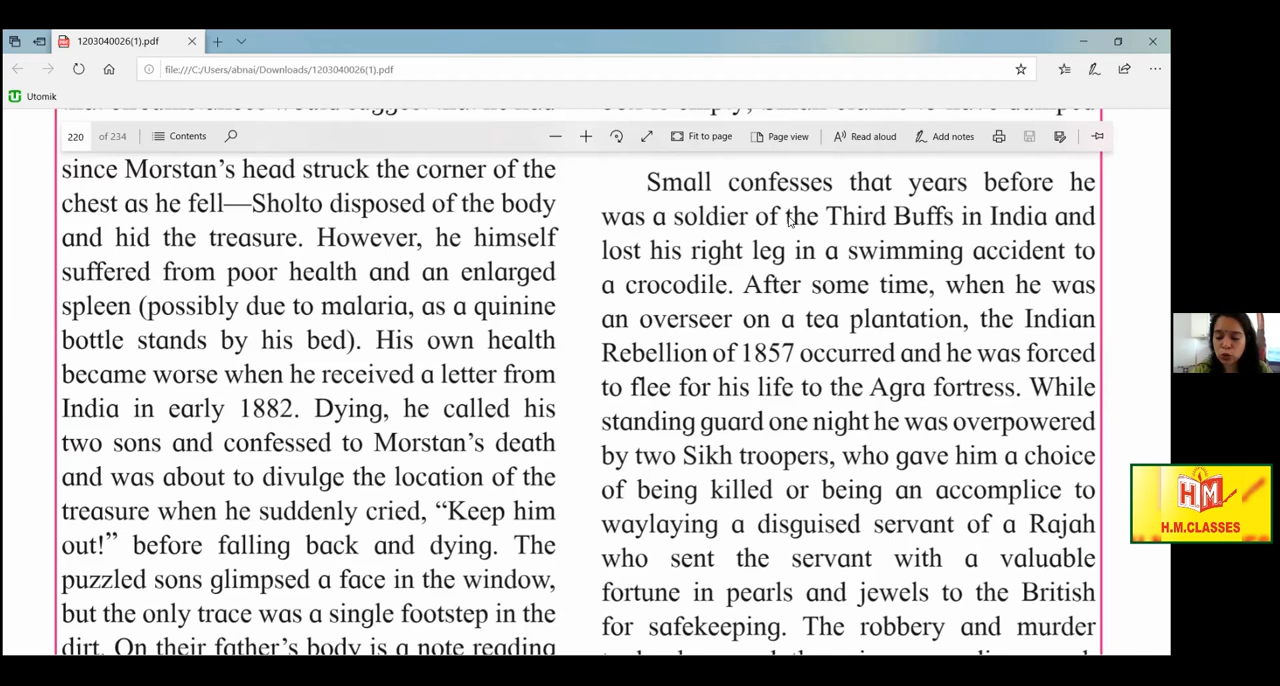 1203040026(1).pdf
file:///C:/Users/abnai/Downloads/1203040026(1).pdf
Utomik
220 of 234
Contents
Fit to page
Page view
Read aloud
Add notes
since Morstan's head struck the corner of the
chest as he fell—Sholto disposed of the body
and hid the treasure. However, he himself
suffered from poor health and an enlarged
spleen (possibly due to malaria, as a quinine
bottle stands by his bed). His own health
became worse when he received a letter from
India in early 1882. Dying, he called his
two sons and confessed to Morstan's death
and was about to divulge the location of the
treasure when he suddenly cried, “Keep him
out!” before falling back and dying. The
puzzled sons glimpsed a face in the window,
but the only trace was a single footstep in the
dirt. On their father's body is a note reading
Small confesses that years before he
was a soldier of the Third Buffs in India and
lost his right leg in a swimming accident to
a crocodile. After some time, when he was
an overseer on a tea plantation, the Indian
Rebellion of 1857 occurred and he was forced
to flee for his life to the Agra fortress. While
standing guard one night he was overpowered
by two Sikh troopers, who gave him a choice
of being killed or being an accomplice to
waylaying a disguised servant of a Rajah
who sent the servant with a valuable
fortune in pearls and jewels to the British
for safekeeping. The robbery and murder
HM
H.M.CLASSES